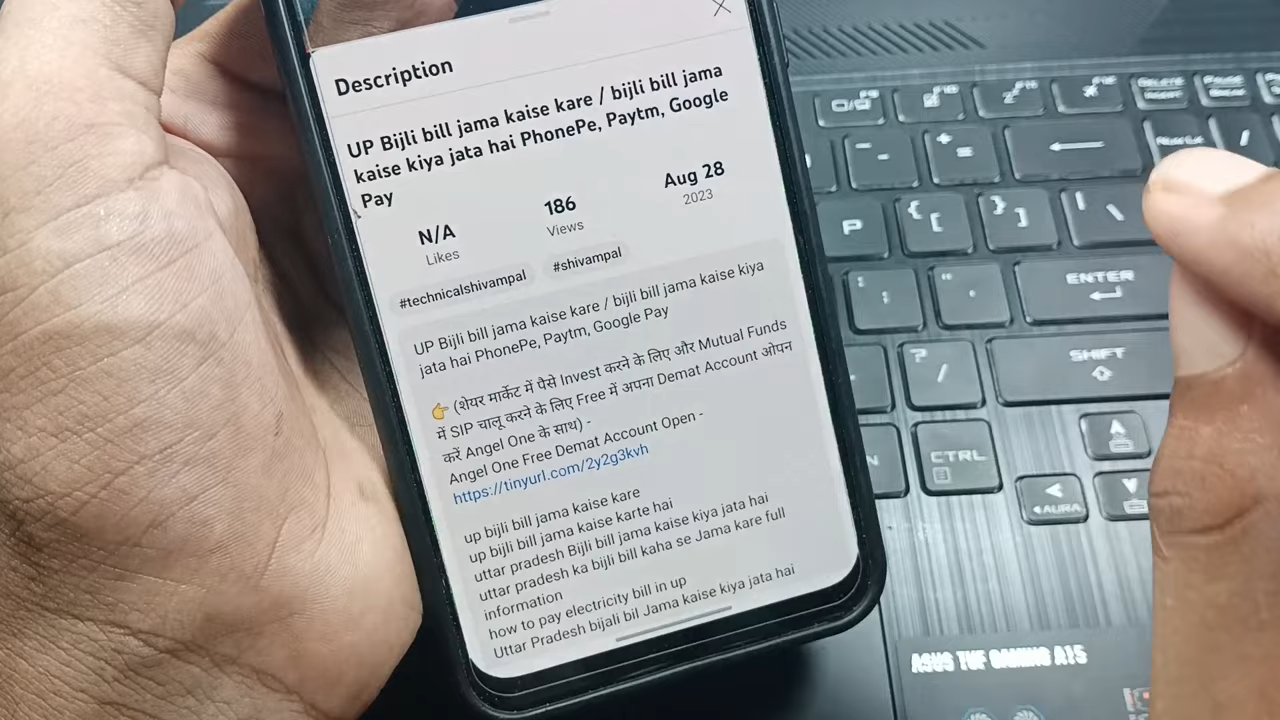 Description
UP Bijli bill jama kaise kare / bijli bill jama
kaise kiya jata hai PhonePe, Paytm, Google
Pay
N/A
Likes
186
Views
Aug 28
2023
#technicalshivampal
#shivampal
UP Bijli bill jama kaise kare / bijli bill jama kaise kiya
jata hai PhonePe, Paytm, Google Pay
👉 (शेयर मार्केट में पैसे Invest करने के लिए और Mutual Funds
में SIP चालू करने के लिए Free में अपना Demat Account ओपन
करें Angel One के साथ) -
Angel One Free Demat Account Open -
https://tinyurl.com/2y2g3kvh
up bijli bill jama kaise kare
up bijli bill jama kaise karte hai
uttar pradesh Bijli bill jama kaise kiya jata hai
uttar pradesh ka bijli bill kaha se Jama kare full
information
how to pay electricity bill in up
Uttar Pradesh bijali bil Jama kaise kiya jata hai
P
{ [
} ]
| \
ENTER
? /
SHIFT
N
CTRL
AURA
ASUS TUF GAMING A15